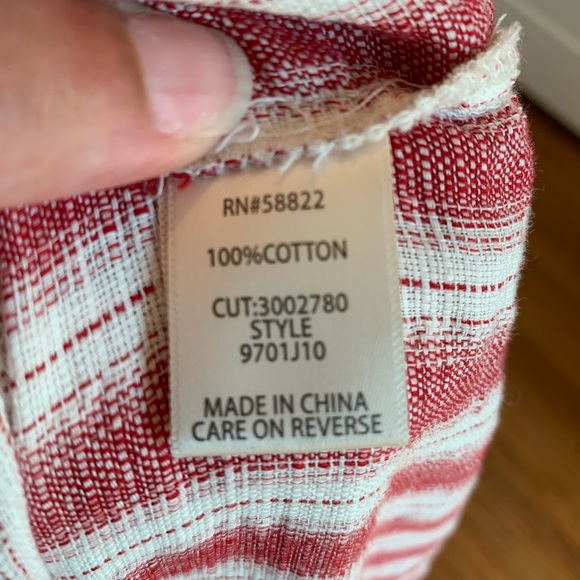 RN#58822
100%COTTON
CUT:3002780
STYLE
9701J10
MADE IN CHINA
CARE ON REVERSE